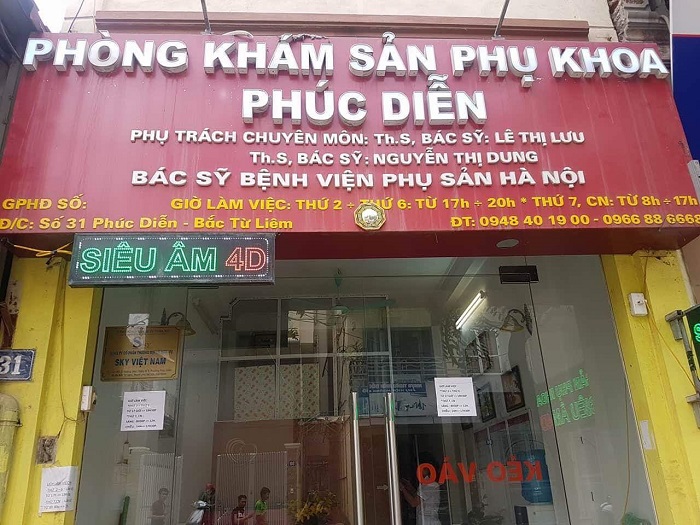 PHÒNG KHÁM SẢN PHỤ KHOA
PHÚC DIỄN
PHỤ TRÁCH CHUYÊN MÔN: Th.S, BÁC SỸ: LÊ THỊ LƯU
Th.S, BÁC SỸ: NGUYỄN THỊ DUNG
BÁC SỸ BỆNH VIỆN PHỤ SẢN HÀ NỘI
GPHĐ SỐ: GIỜ LÀM VIỆC: THỨ 2 ÷ THỨ 6: TỪ 17h ÷ 20h * THỨ 7, CN: TỪ 8h ÷ 17h
Đ/C: Số 31 Phúc Diễn - Bắc Từ Liêm ĐT: 0948 40 19 00 - 0966 88 6668
SIÊU ÂM 4D
31
SKY VIỆT NAM
GIỜ LÀM VIỆC
KÉO VÀO